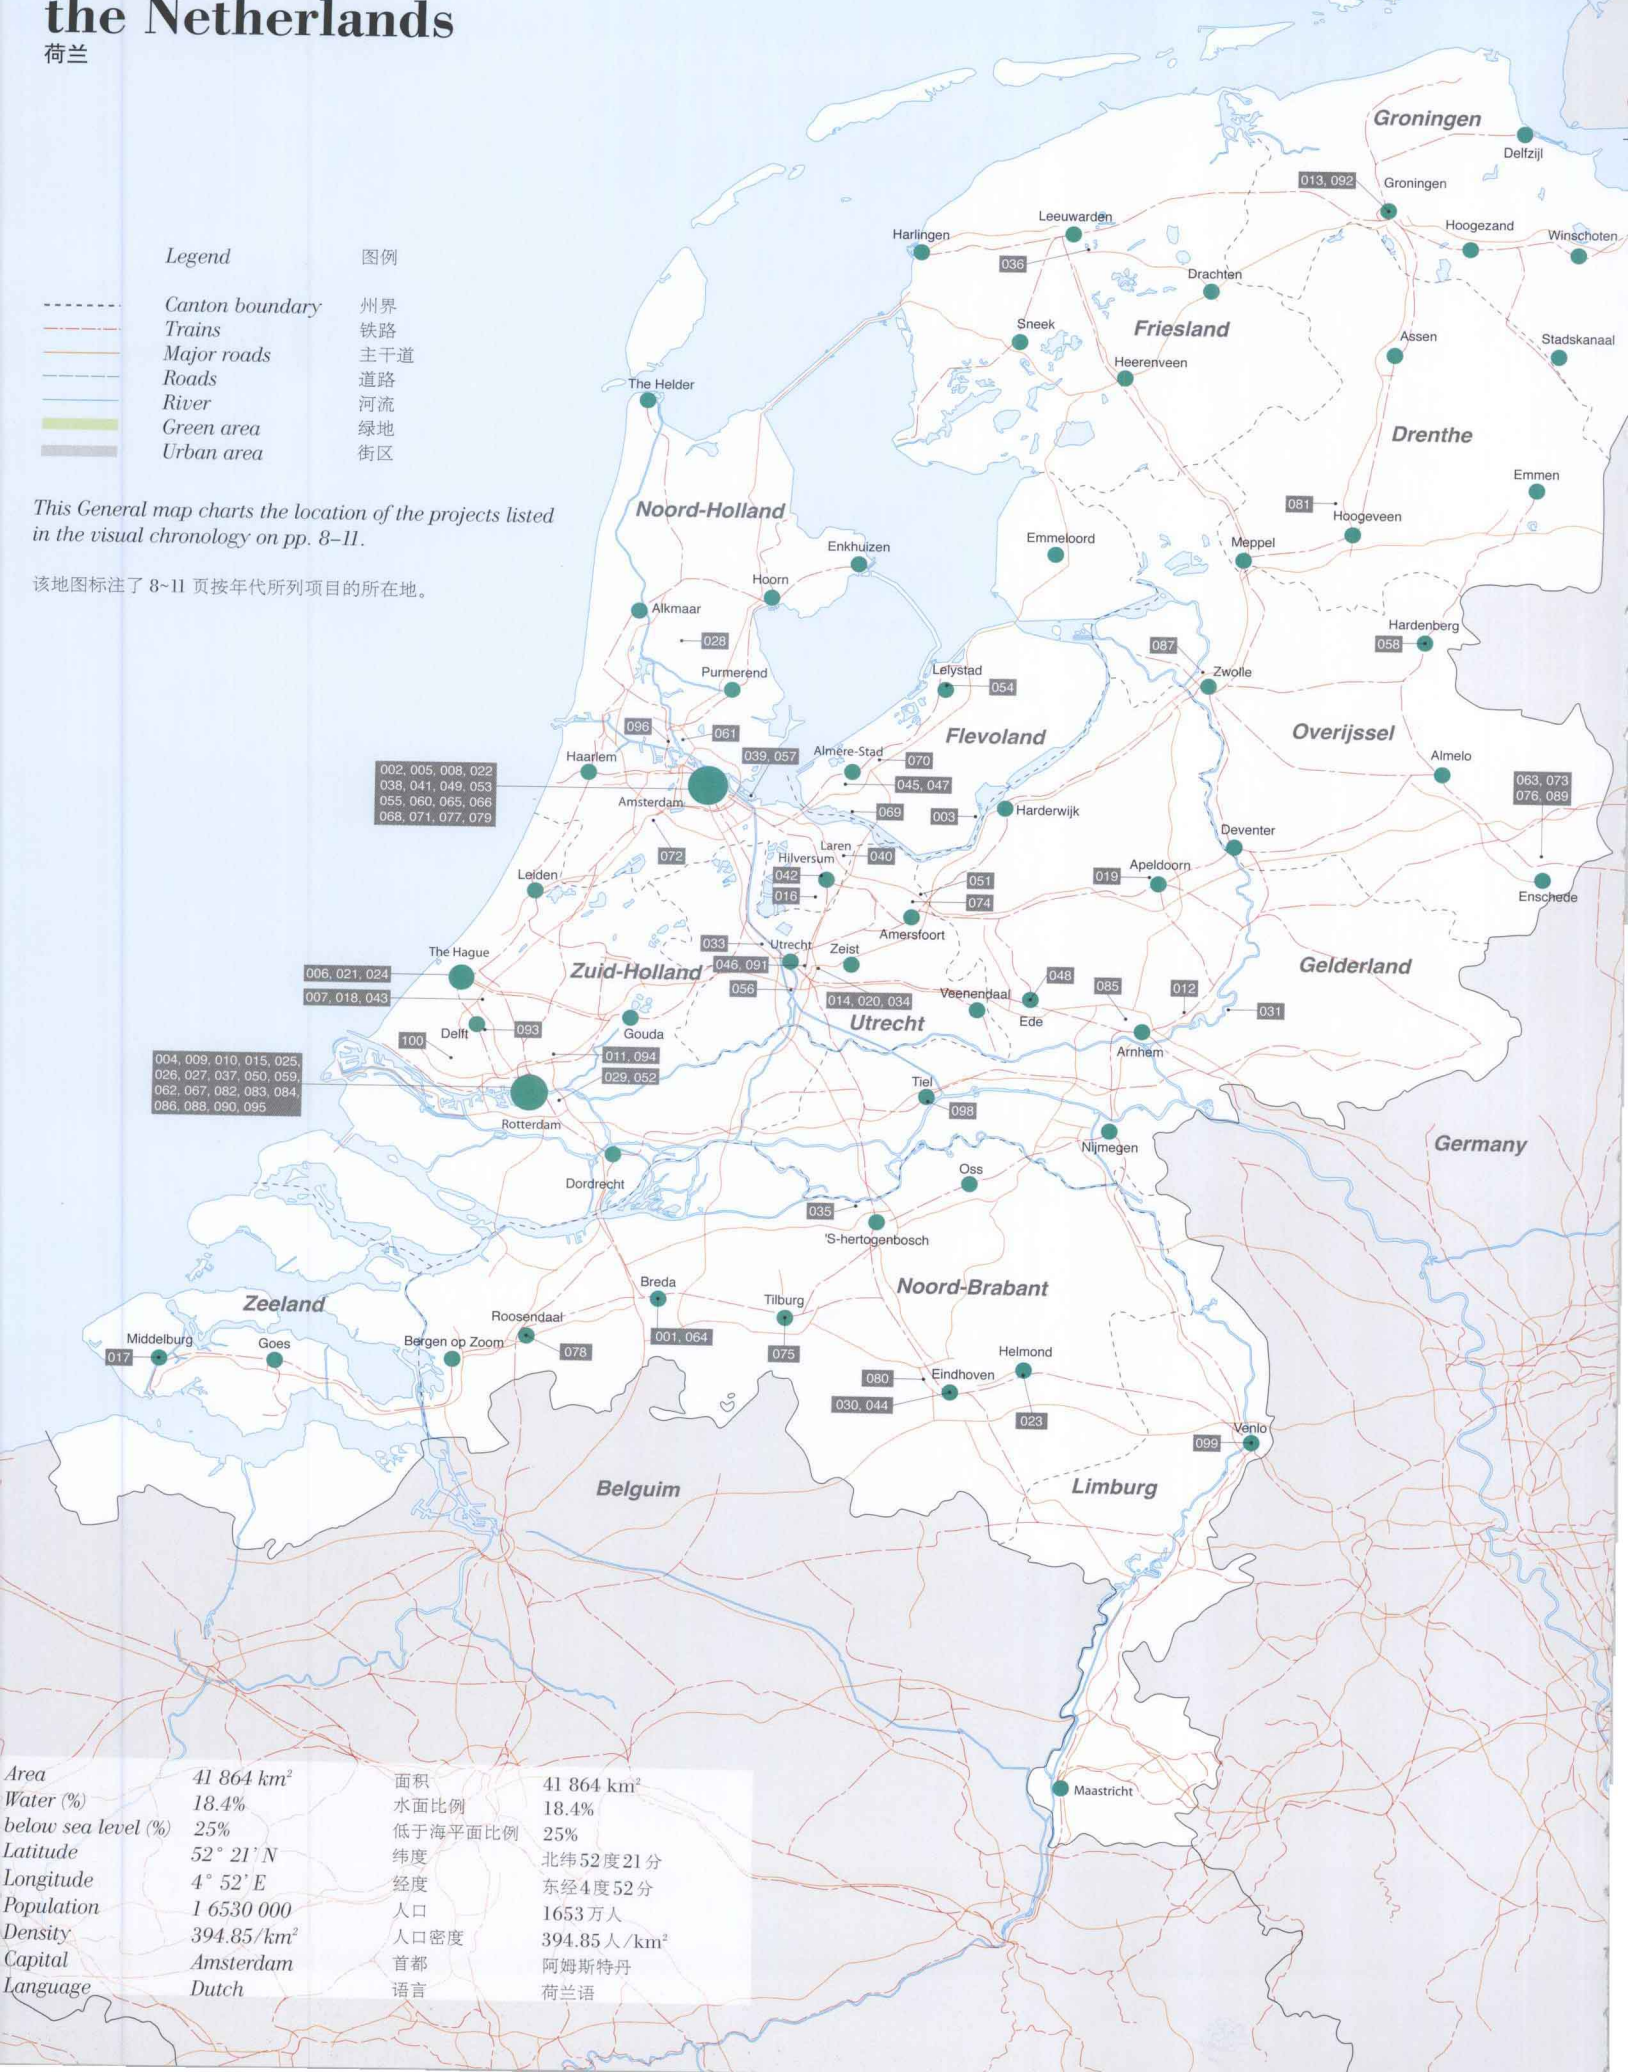 the Netherlands
荷兰
Legend 图例
Canton boundary 州界
Trains 铁路
Major roads 主干道
Roads 道路
River 河流
Green area 绿地
Urban area 街区
This General map charts the location of the projects listed
in the visual chronology on pp. 8–11.
该地图标注了 8~11 页按年代所列项目的所在地。
Groningen
Delfzijl
013, 092
Groningen
Leeuwarden
Harlingen
Hoogezand
Winschoten
036
Drachten
Sneek
Friesland
Assen
Stadskanaal
Heerenveen
The Helder
Drenthe
Emmen
081
Noord-Holland
Hoogeveen
Emmeloord
Meppel
Enkhuizen
Hoorn
Alkmaar
028
Hardenberg
058
087
Purmerend
Lelystad
Zwolle
054
096
061
Flevoland
Overijssel
Haarlem
039, 057
Almere-Stad
070
Almelo
002, 005, 008, 022
038, 041, 049, 053
055, 060, 065, 066
068, 071, 077, 079
045, 047
063, 073
076, 089
Amsterdam
069
003
Harderwijk
Deventer
072
Laren
040
Hilversum
042
016
Apeldoorn
019
Leiden
051
074
Enschede
Amersfoort
033
Utrecht
Zeist
The Hague
006, 021, 024
Zuid-Holland
046, 091
Gelderland
007, 018, 043
056
014, 020, 034
Veenendaal
048
085
012
031
Ede
Delft
093
Gouda
Utrecht
100
Arnhem
011, 094
029, 052
004, 009, 010, 015, 025,
026, 027, 037, 050, 059,
062, 067, 082, 083, 084,
086, 088, 090, 095
Tiel
098
Rotterdam
Nijmegen
Germany
Dordrecht
Oss
035
'S-hertogenbosch
Breda
Noord-Brabant
Zeeland
Tilburg
Roosendaal
001, 064
Middelburg
017
Goes
Bergen op Zoom
078
075
Helmond
080
Eindhoven
030, 044
023
Venlo
099
Belguim
Limburg
Maastricht
Area 41 864 km² 面积 41 864 km²
Water (%) 18.4% 水面比例 18.4%
below sea level (%) 25% 低于海平面比例 25%
Latitude 52° 21' N 纬度 北纬52度21分
Longitude 4° 52' E 经度 东经4度52分
Population 1 6530 000 人口 1653万人
Density 394.85/km² 人口密度 394.85人/km²
Capital Amsterdam 首都 阿姆斯特丹
Language Dutch 语言 荷兰语